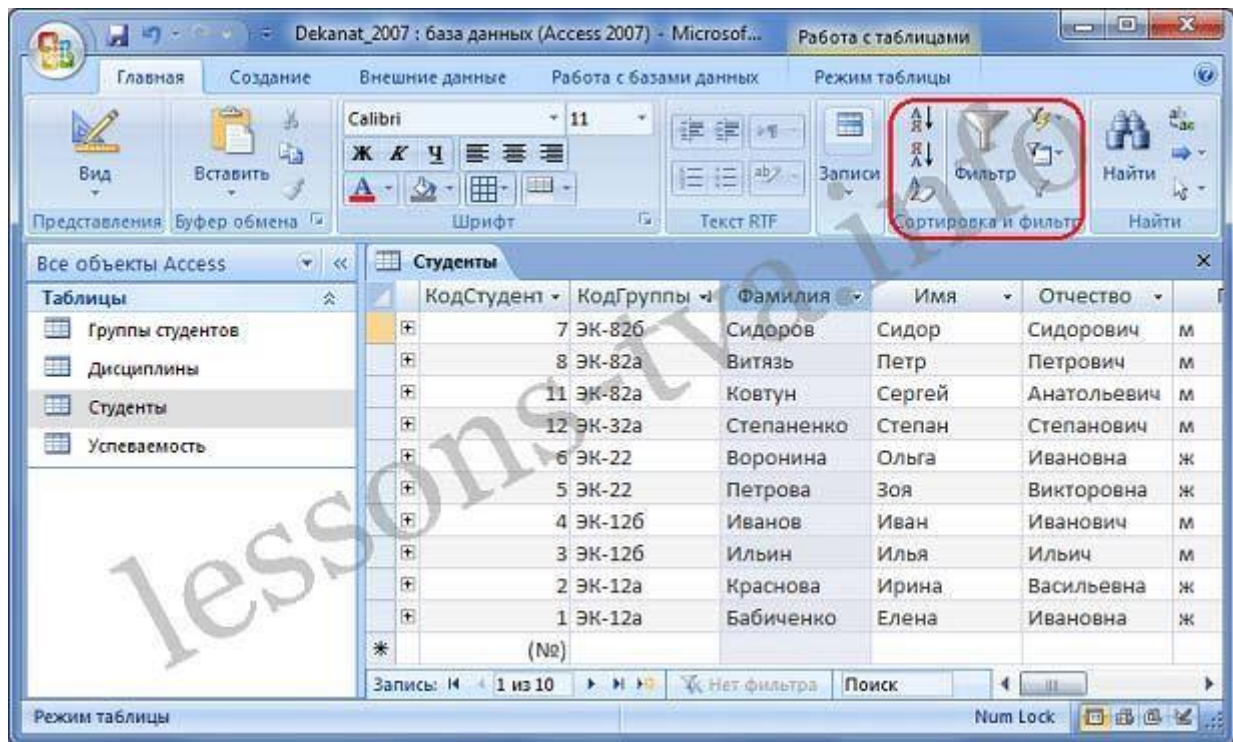 Dekanat_2007 : база данных (Access 2007) - Microsof... Работа с таблицами
Главная Создание Внешние данные Работа с базами данных Режим таблицы
Calibri 11
Ж К Ч
Вид Вставить Записи Фильтр Найти
Представления Буфер обмена Шрифт Текст RTF Сортировка и фильтр Найти
Все объекты Access
Таблицы
Группы студентов
Дисциплины
Студенты
Успеваемость
Студенты
КодСтудент КодГруппы Фамилия Имя Отчество
7 ЭК-82б Сидоров Сидор Сидорович м
8 ЭК-82а Витязь Петр Петрович м
11 ЭК-82а Ковтун Сергей Анатольевич м
12 ЭК-32а Степаненко Степан Степанович м
6 ЭК-22 Воронина Ольга Ивановна ж
5 ЭК-22 Петрова Зоя Викторовна ж
4 ЭК-12б Иванов Иван Иванович м
3 ЭК-12б Ильин Илья Ильич м
2 ЭК-12а Краснова Ирина Васильевна ж
1 ЭК-12а Бабиченко Елена Ивановна ж
(№)
Запись: 1 из 10 Нет фильтра Поиск
Режим таблицы Num Lock
lessons-tva.info